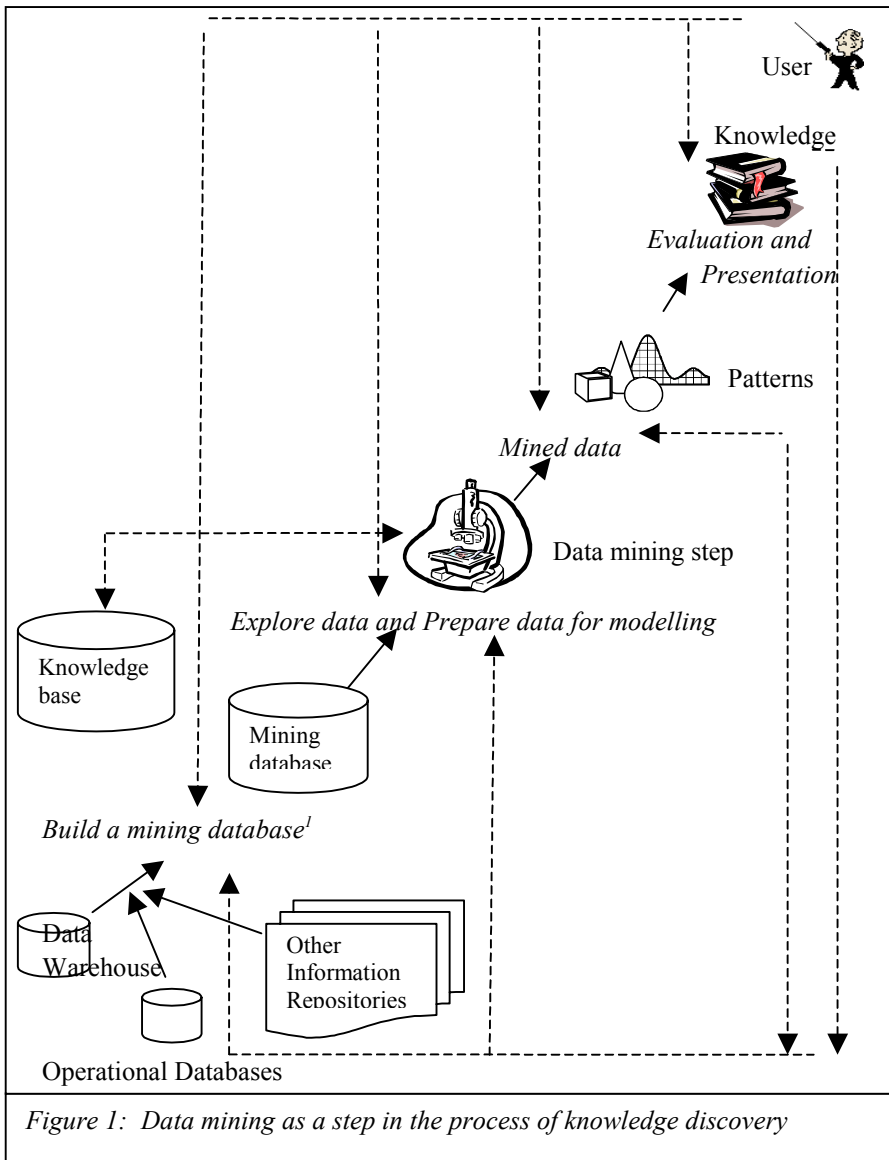 User
Knowledge
Evaluation and
Presentation
Patterns
Mined data
Data mining step
Explore data and Prepare data for modelling
Knowledge
base
Mining
database
Build a mining database1
Data
Warehouse
Other
Information
Repositories
Operational Databases
Figure 1: Data mining as a step in the process of knowledge discovery